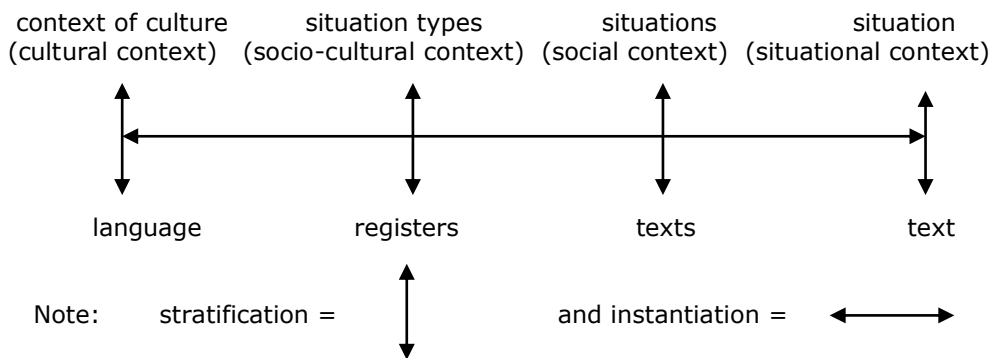 context of culture situation types situations situation
(cultural context) (socio-cultural context) (social context) (situational context)
language registers texts text
Note: stratification = and instantiation =